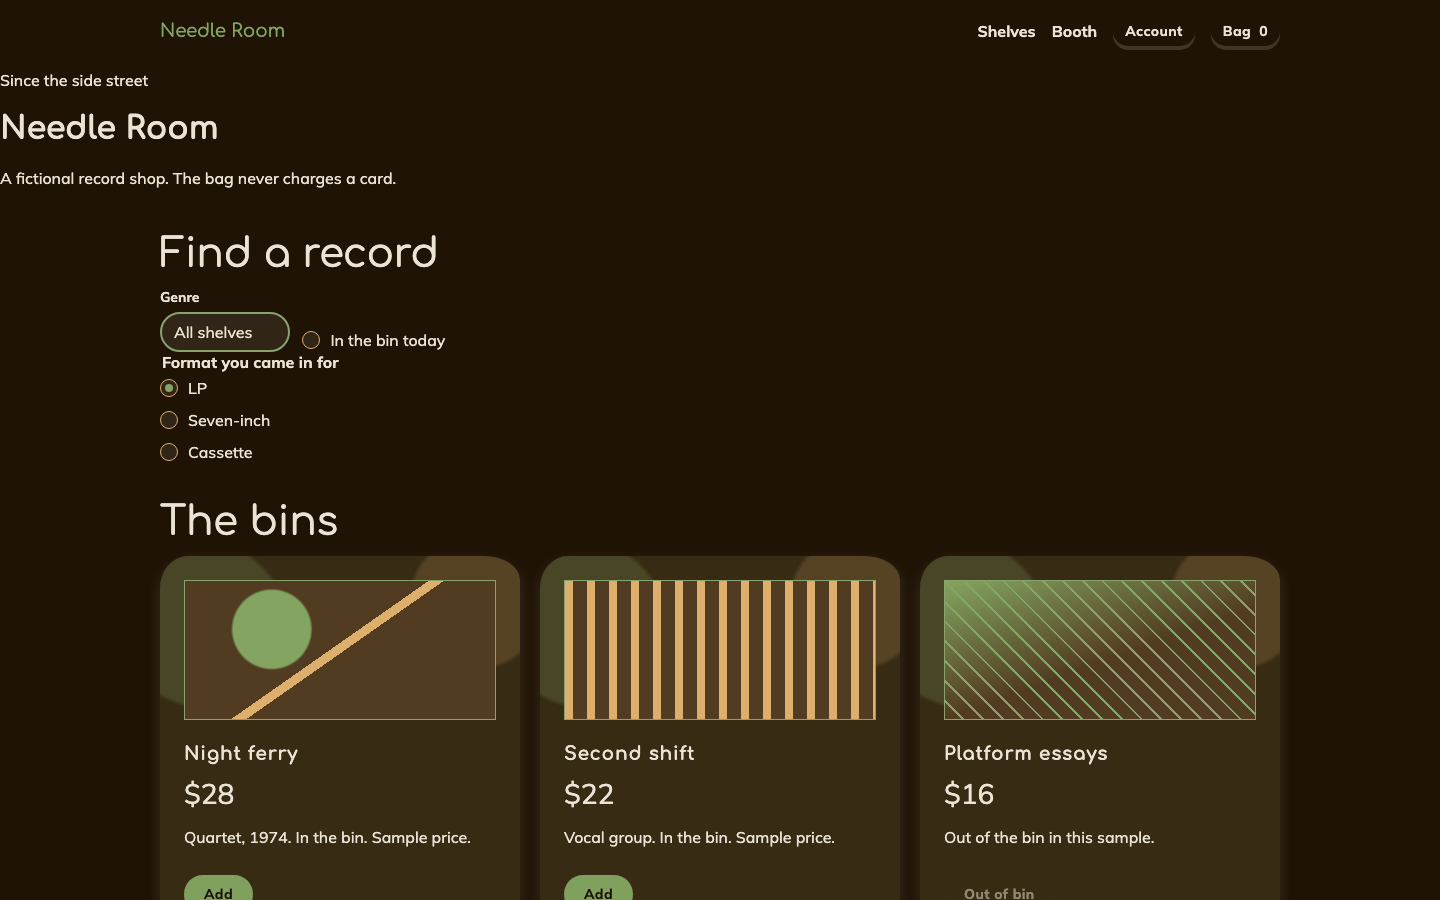 Needle Room
Shelves Booth Account Bag 0
Since the side street
Needle Room
A fictional record shop. The bag never charges a card.
Find a record
Genre
All shelves
In the bin today
Format you came in for
LP
Seven-inch
Cassette
The bins
Night ferry
$28
Quartet, 1974. In the bin. Sample price.
Add
Second shift
$22
Vocal group. In the bin. Sample price.
Add
Platform essays
$16
Out of the bin in this sample.
Out of bin